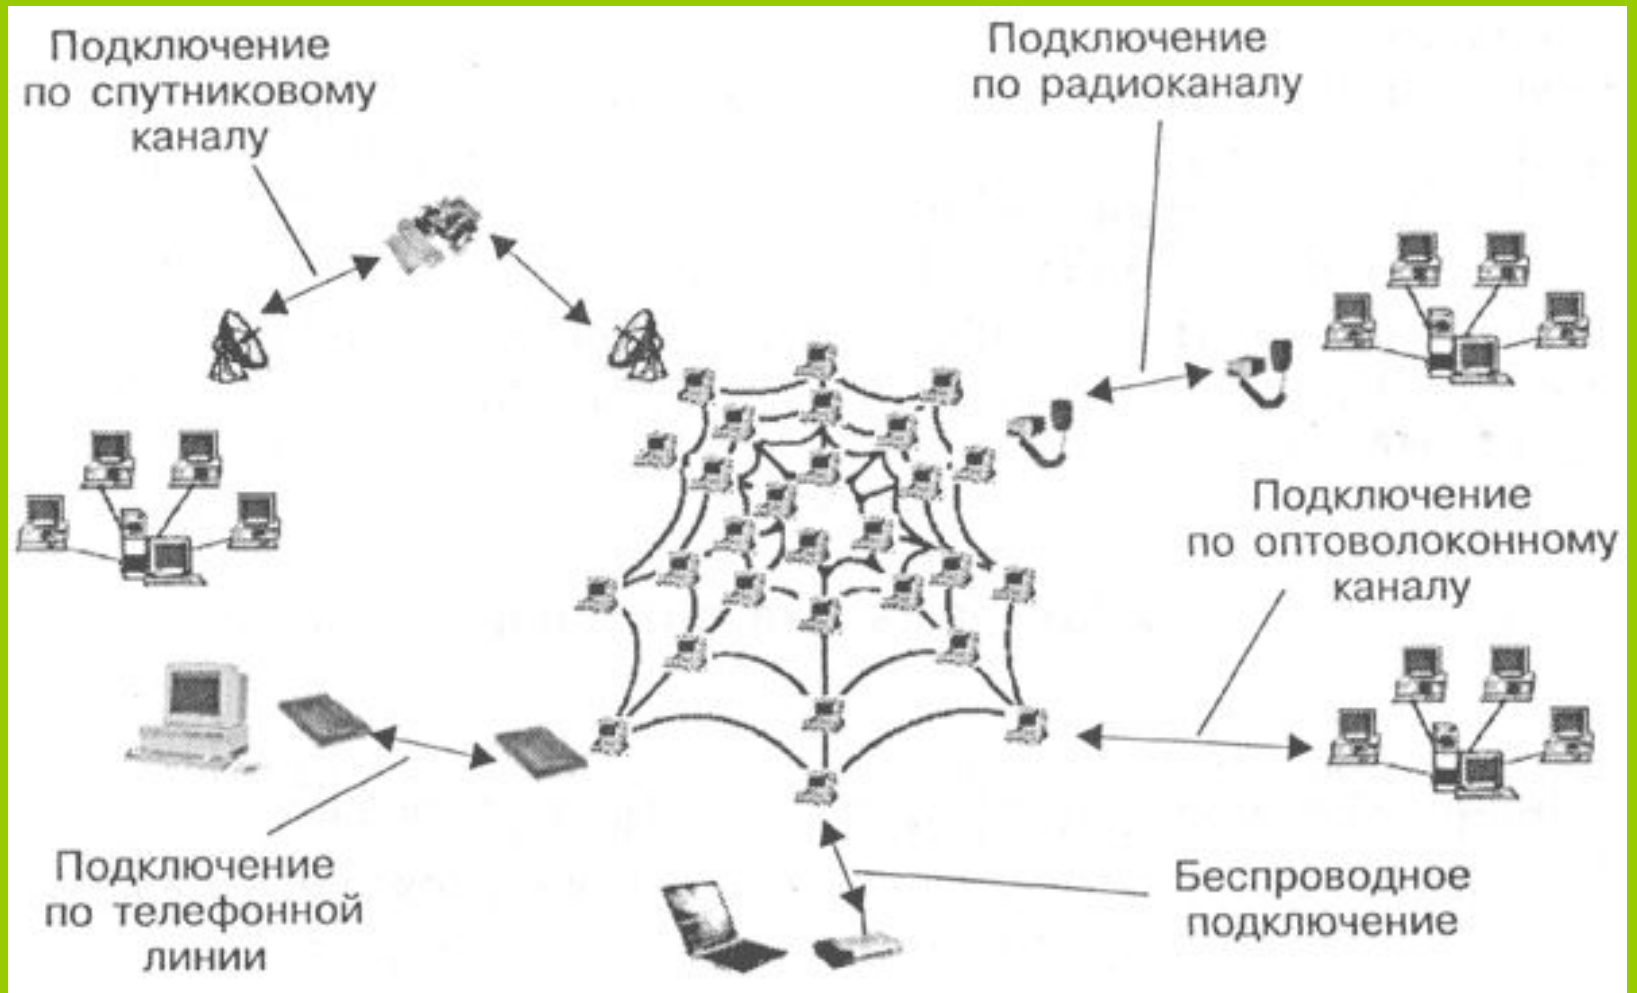 Подключение
по спутниковому
каналу
Подключение
по радиоканалу
Подключение
по оптоволоконному
каналу
Подключение
по телефонной
линии
Беспроводное
подключение